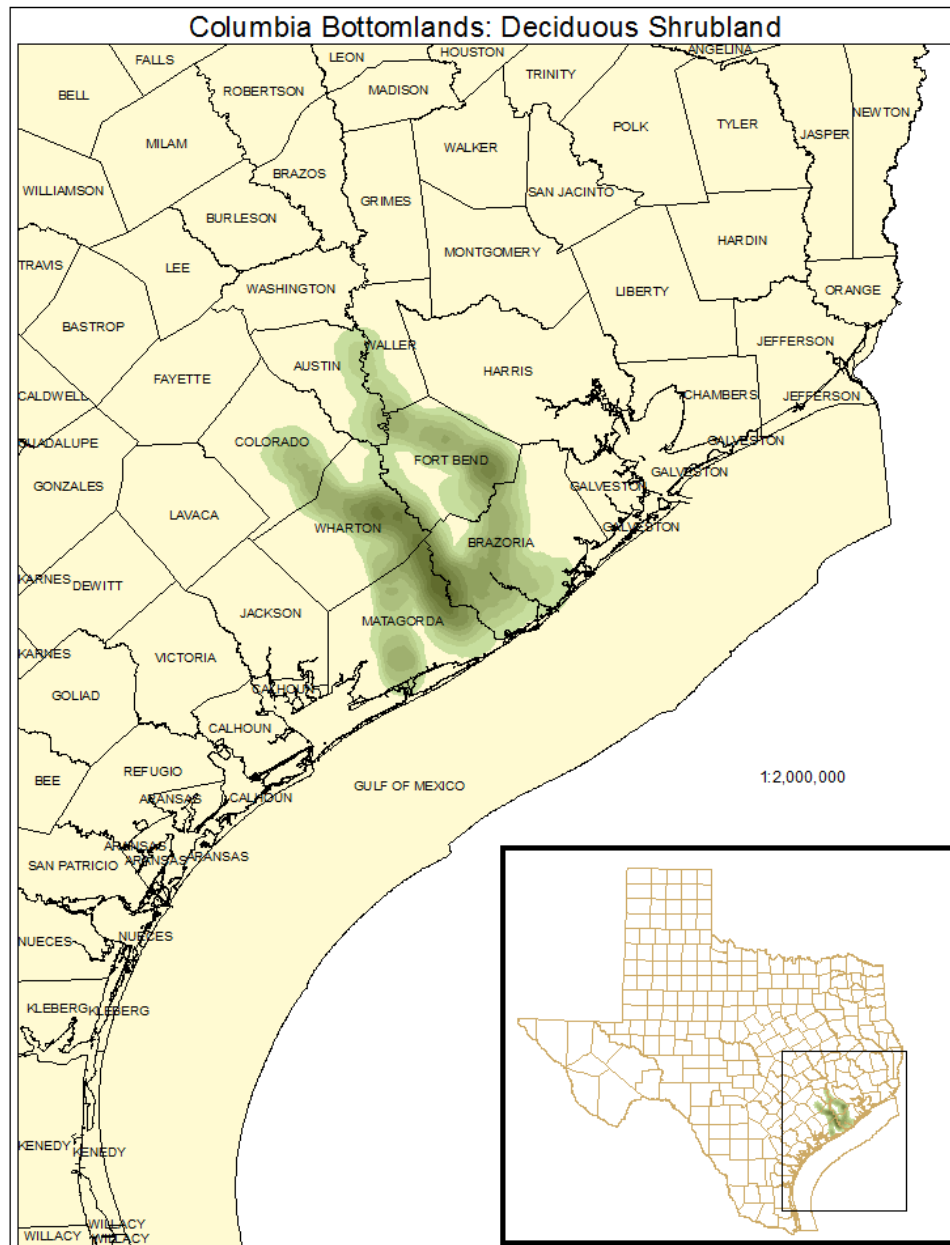 Columbia Bottomlands: Deciduous Shrubland
ANGELINA
HOUSTON
FALLS
LEON
TRINITY
BELL
ROBERTSON
MADISON
NEWTON
POLK
TYLER
JASPER
MILAM
WALKER
BRAZOS
WILLIAMSON
SAN JACINTO
GRIMES
BURLESON
HARDIN
MONTGOMERY
TRAVIS
LEE
WASHINGTON
LIBERTY
ORANGE
BASTROP
WALLER
JEFFERSON
AUSTIN
HARRIS
FAYETTE
CALDWELL
CHAMBERS
JEFFERSON
GUADALUPE
COLORADO
GALVESTON
FORT BEND
GALVESTON
GONZALES
GALVESTON
LAVACA
WHARTON
GALVESTON
BRAZORIA
KARNES
DEWITT
JACKSON
MATAGORDA
KARNES
VICTORIA
GOLIAD
CALHOUN
CALHOUN
REFUGIO
BEE
1:2,000,000
GULF OF MEXICO
ARANSAS
CALHOUN
ARANSAS
ARANSAS
ARANSAS
SAN PATRICIO
NUECES
NUECES
KLEBERG
KLEBERG
KENEDY
KENEDY
WILLACY
WILLACY
WILLACY